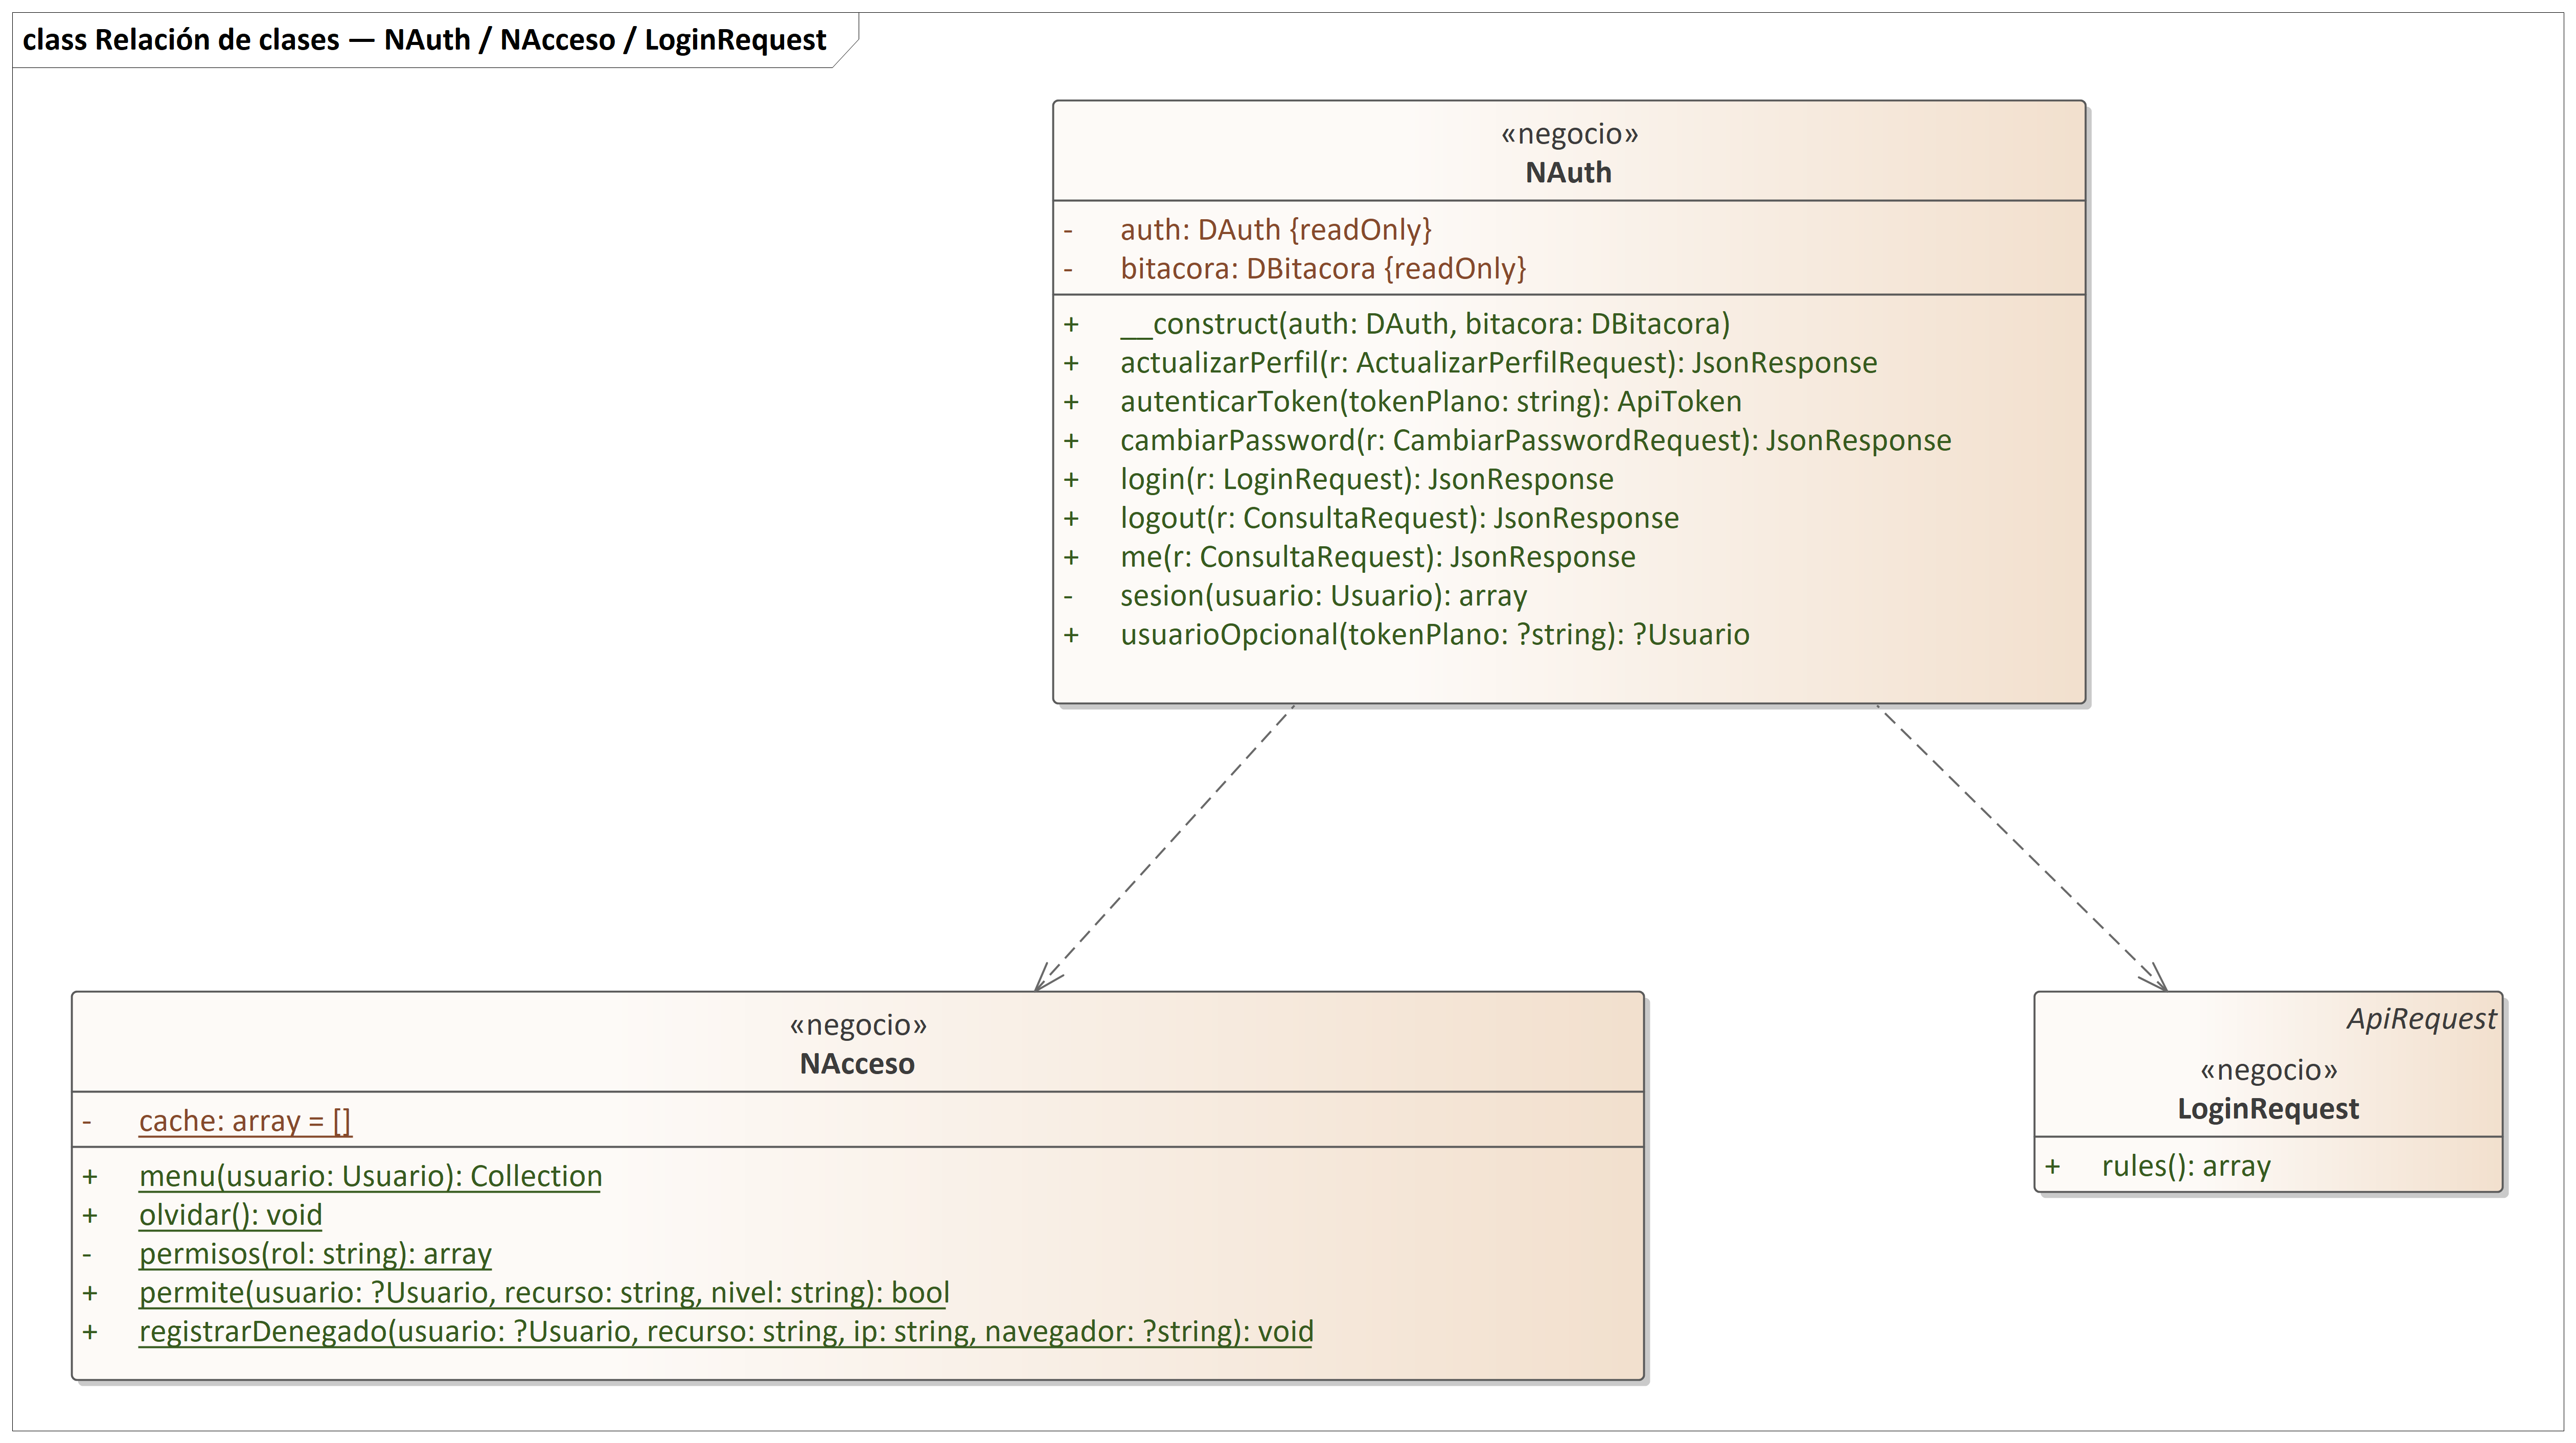 class Relación de clases — NAuth / NAcceso / LoginRequest
«negocio»
NAuth
- auth: DAuth {readOnly}
- bitacora: DBitacora {readOnly}
+ __construct(auth: DAuth, bitacora: DBitacora)
+ actualizarPerfil(r: ActualizarPerfilRequest): JsonResponse
+ autenticarToken(tokenPlano: string): ApiToken
+ cambiarPassword(r: CambiarPasswordRequest): JsonResponse
+ login(r: LoginRequest): JsonResponse
+ logout(r: ConsultaRequest): JsonResponse
+ me(r: ConsultaRequest): JsonResponse
- sesion(usuario: Usuario): array
+ usuarioOpcional(tokenPlano: ?string): ?Usuario
«negocio»
NAcceso
- cache: array = []
+ menu(usuario: Usuario): Collection
+ olvidar(): void
- permisos(rol: string): array
+ permite(usuario: ?Usuario, recurso: string, nivel: string): bool
+ registrarDenegado(usuario: ?Usuario, recurso: string, ip: string, navegador: ?string): void
ApiRequest
«negocio»
LoginRequest
+ rules(): array